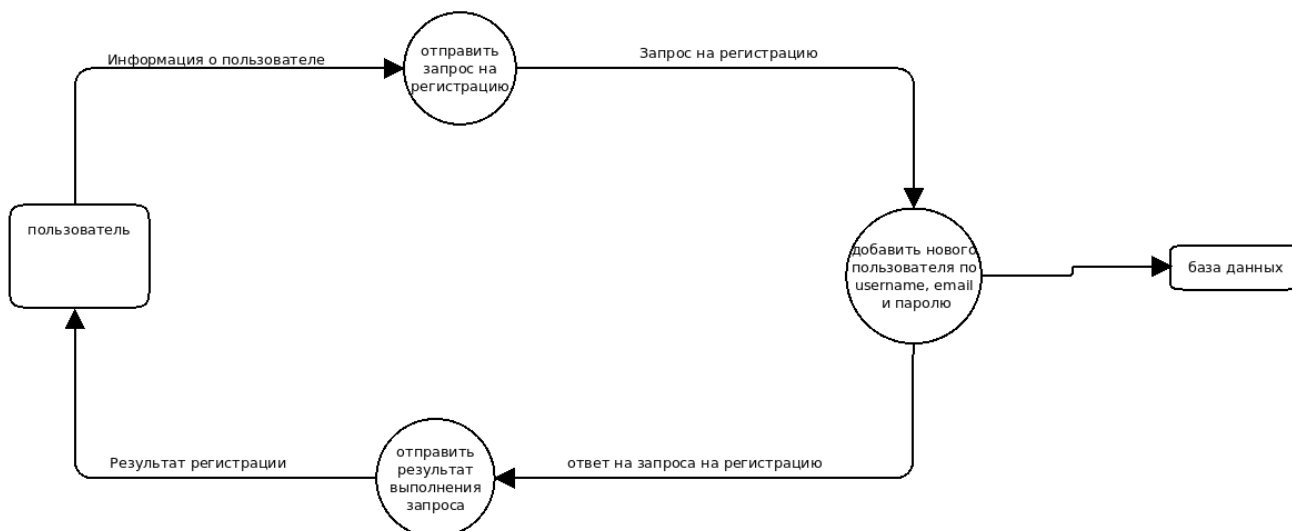 Информация о пользователе
отправить
запрос на
регистрацию
Запрос на регистрацию
пользователь
добавить нового
пользователя по
username, email
и паролю
база данных
Результат регистрации
отправить
результат
выполнения
запроса
ответ на запроса на регистрацию